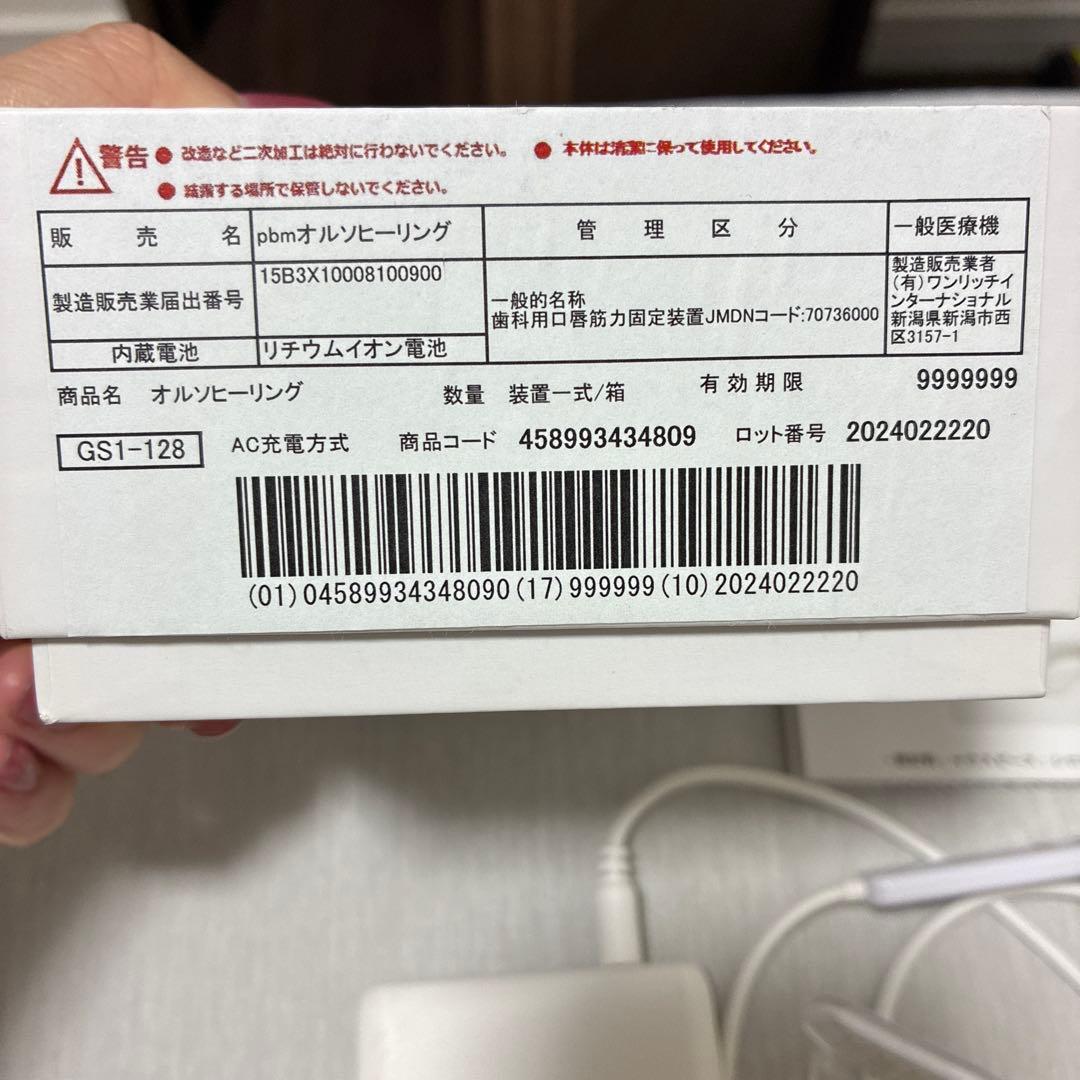 警告 ● 改造など二次加工は絶対に行わないでください。 ● 本体は清潔に保って使用してください。
● 結露する場所で保管しないでください。
販売名 pbmオルソヒーリング 管理区分 一般医療機
製造販売業届出番号 15B3X10008100900
一般的名称
歯科用口唇筋力固定装置JMDNコード:70736000
製造販売業者
(有)ワンリッチイ
ンターナショナル
新潟県新潟市西
区3157-1
内蔵電池 リチウムイオン電池
商品名 オルソヒーリング 数量 装置一式/箱 有効期限 9999999
GS1-128 AC充電方式 商品コード 458993434809 ロット番号 2024022220
(01)04589934348090(17)999999(10)2024022220